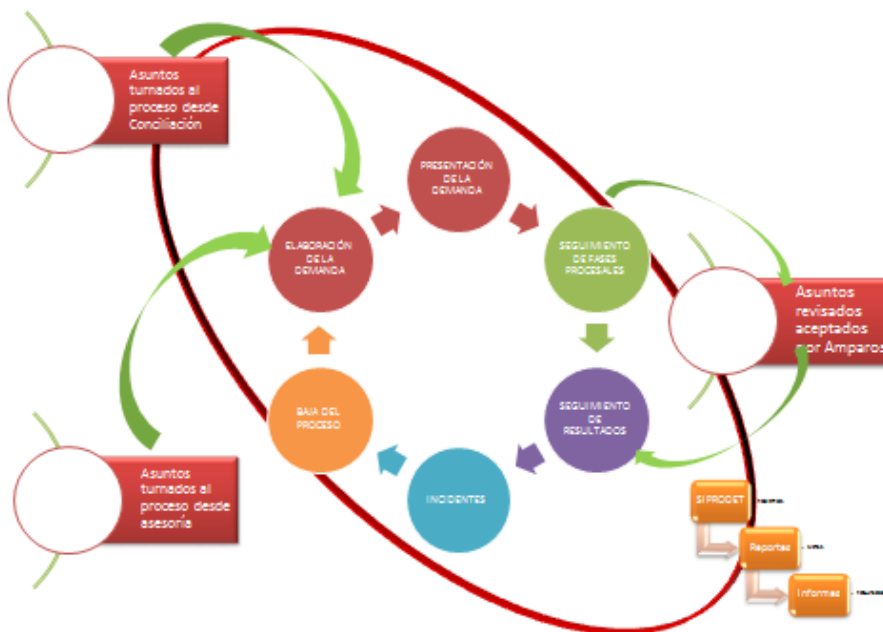 Asuntos
turnados al
proceso desde
Conciliación
PRESENTACIÓN
DE LA
DEMANDA
ELABORACIÓN
DE LA
DEMANDA
SEGUIMIENTO
DE FASES
PROCESALES
Asuntos
revisados
aceptados
por Amparos
BAJA DEL
PROCESO
SEGUIMIENTO
DE
RESULTADOS
INCIDENTES
Asuntos
turnados al
proceso desde
asesoría
SIPRODET
Reportes
Informes